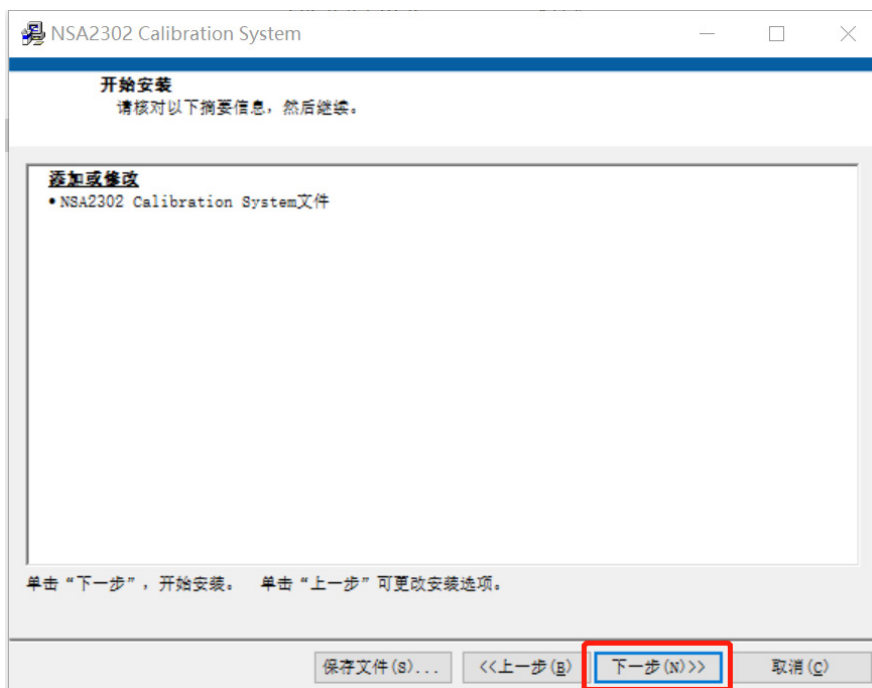 NSA2302 Calibration System
开始安装
请核对以下摘要信息，然后继续。
添加或修改
•NSA2302 Calibration System文件
单击“下一步”，开始安装。 单击“上一步”可更改安装选项。
保存文件(S)... <<上一步(B) 下一步(N)>> 取消(C)